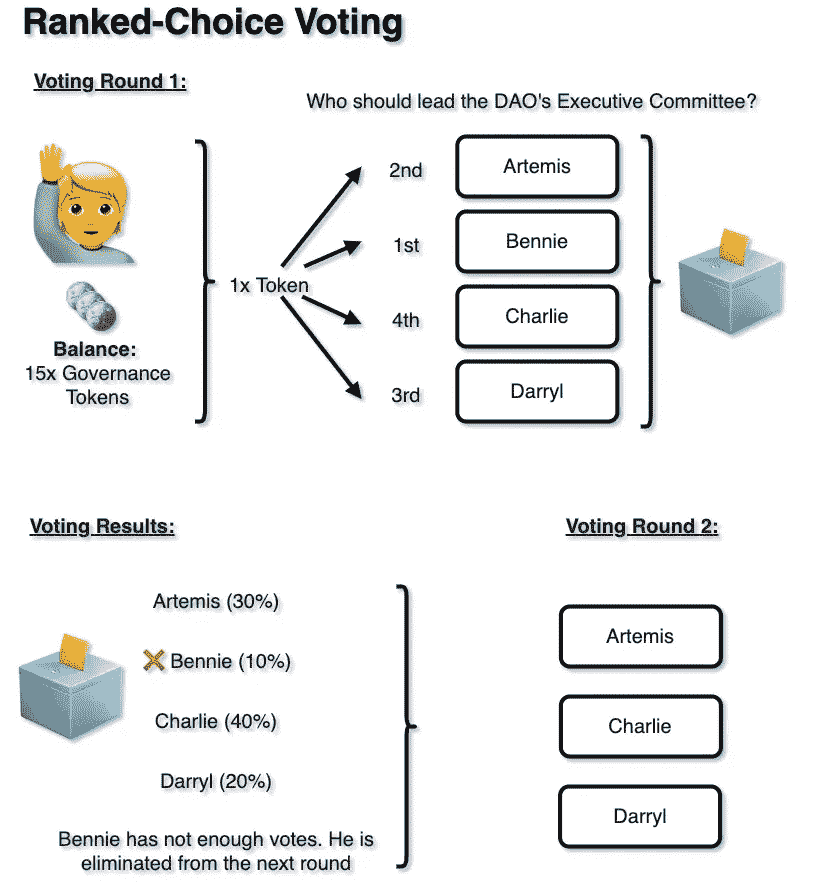 Ranked-Choice Voting
Voting Round 1:
Who should lead the DAO's Executive Committee?
2nd
Artemis
1st
Bennie
1x Token
4th
Charlie
3rd
Darryl
Balance:
15x Governance
Tokens
Voting Results:
Artemis (30%)
Bennie (10%)
Charlie (40%)
Darryl (20%)
Bennie has not enough votes. He is
eliminated from the next round
Voting Round 2:
Artemis
Charlie
Darryl